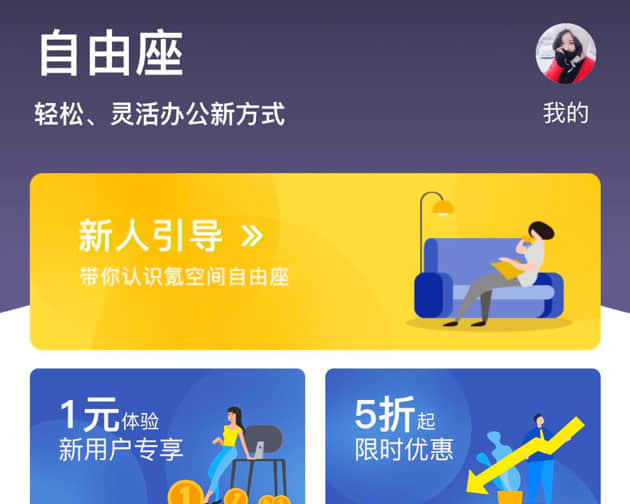 自由座
轻松、灵活办公新方式
我的
新人引导 »
带你认识氪空间自由座
1元体验
新用户专享
5折起
限时优惠